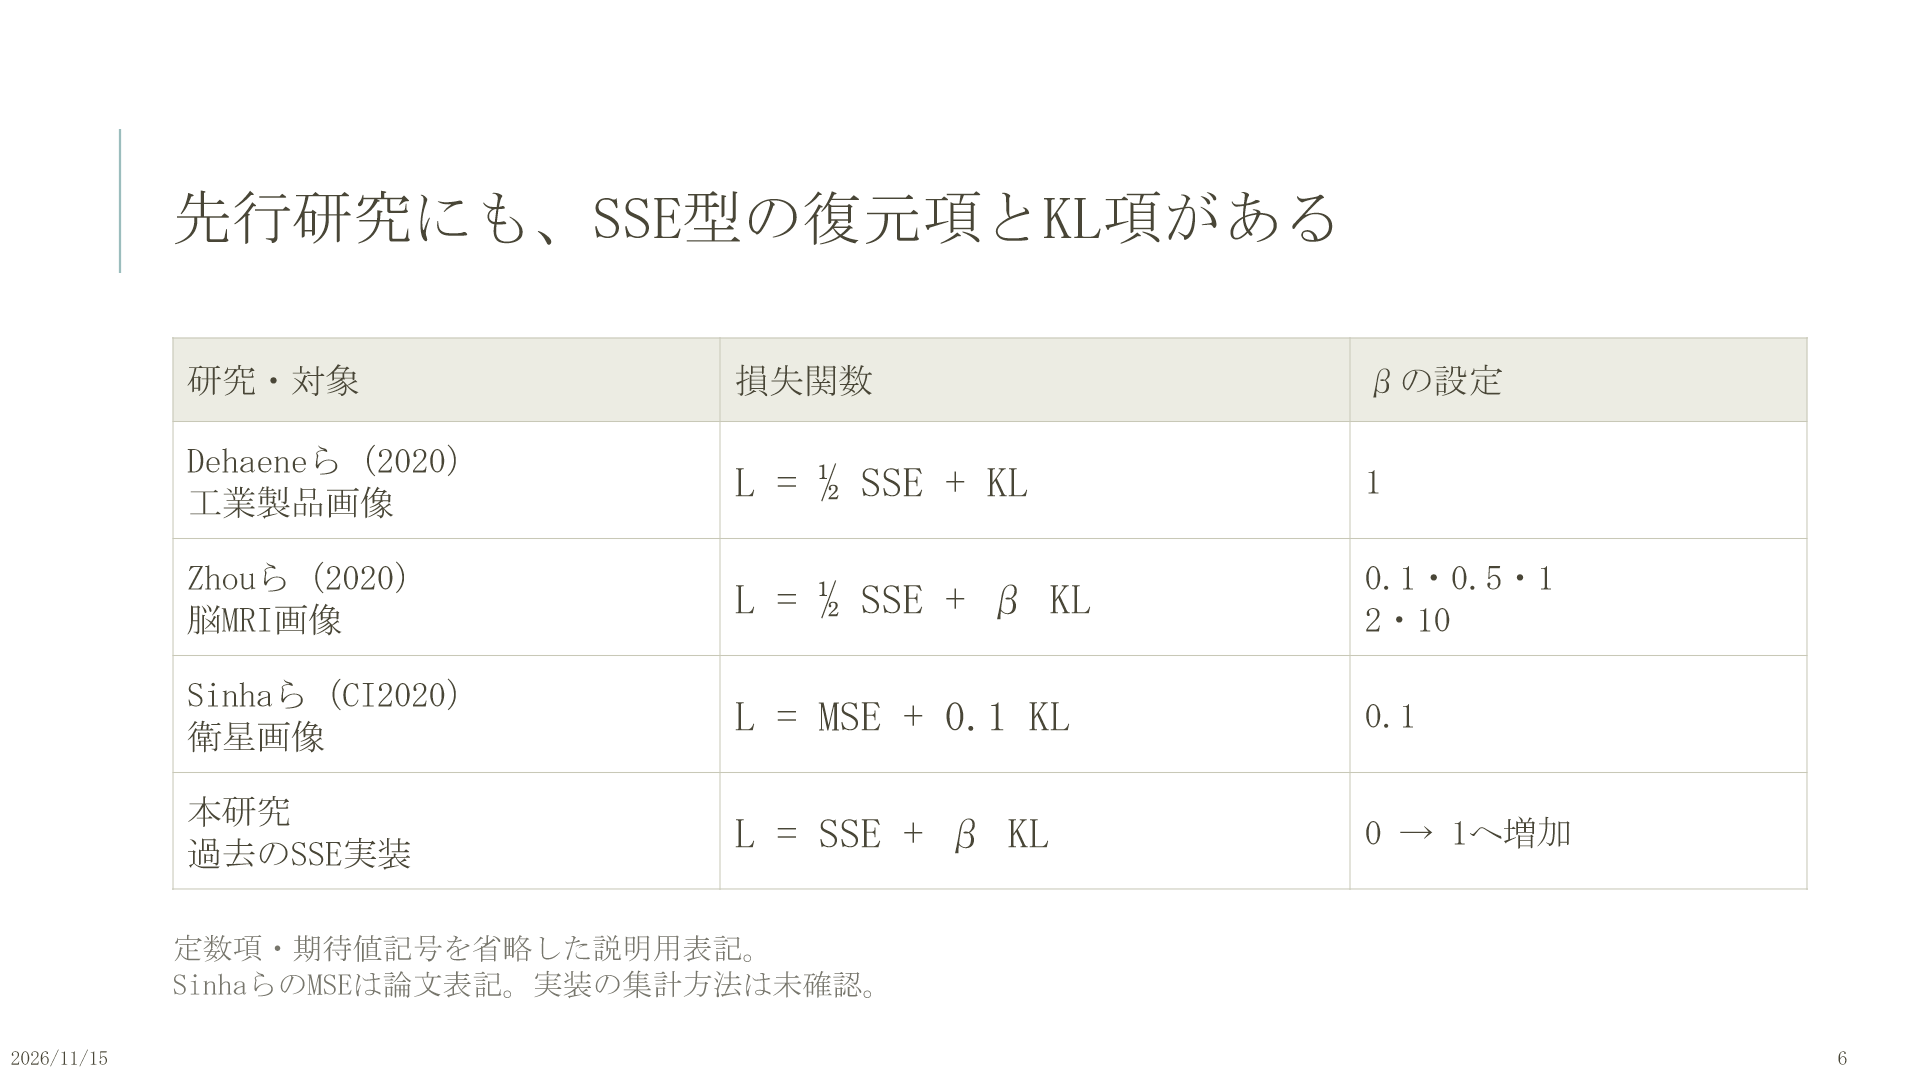 先行研究にも、SSE型の復元項とKL項がある
研究・対象
損失関数
βの設定
Dehaeneら (2020)
工業製品画像
L = ½ SSE + KL
1
Zhouら (2020)
脳MRI画像
L = ½ SSE + β KL
0.1・0.5・1
2・10
Sinhaら (CI2020)
衛星画像
L = MSE + 0.1 KL
0.1
本研究
過去のSSE実装
L = SSE + β KL
0 → 1へ増加
定数項・期待値記号を省略した説明用表記。
SinhaらのMSEは論文表記。実装の集計方法は未確認。
2026/11/15
6